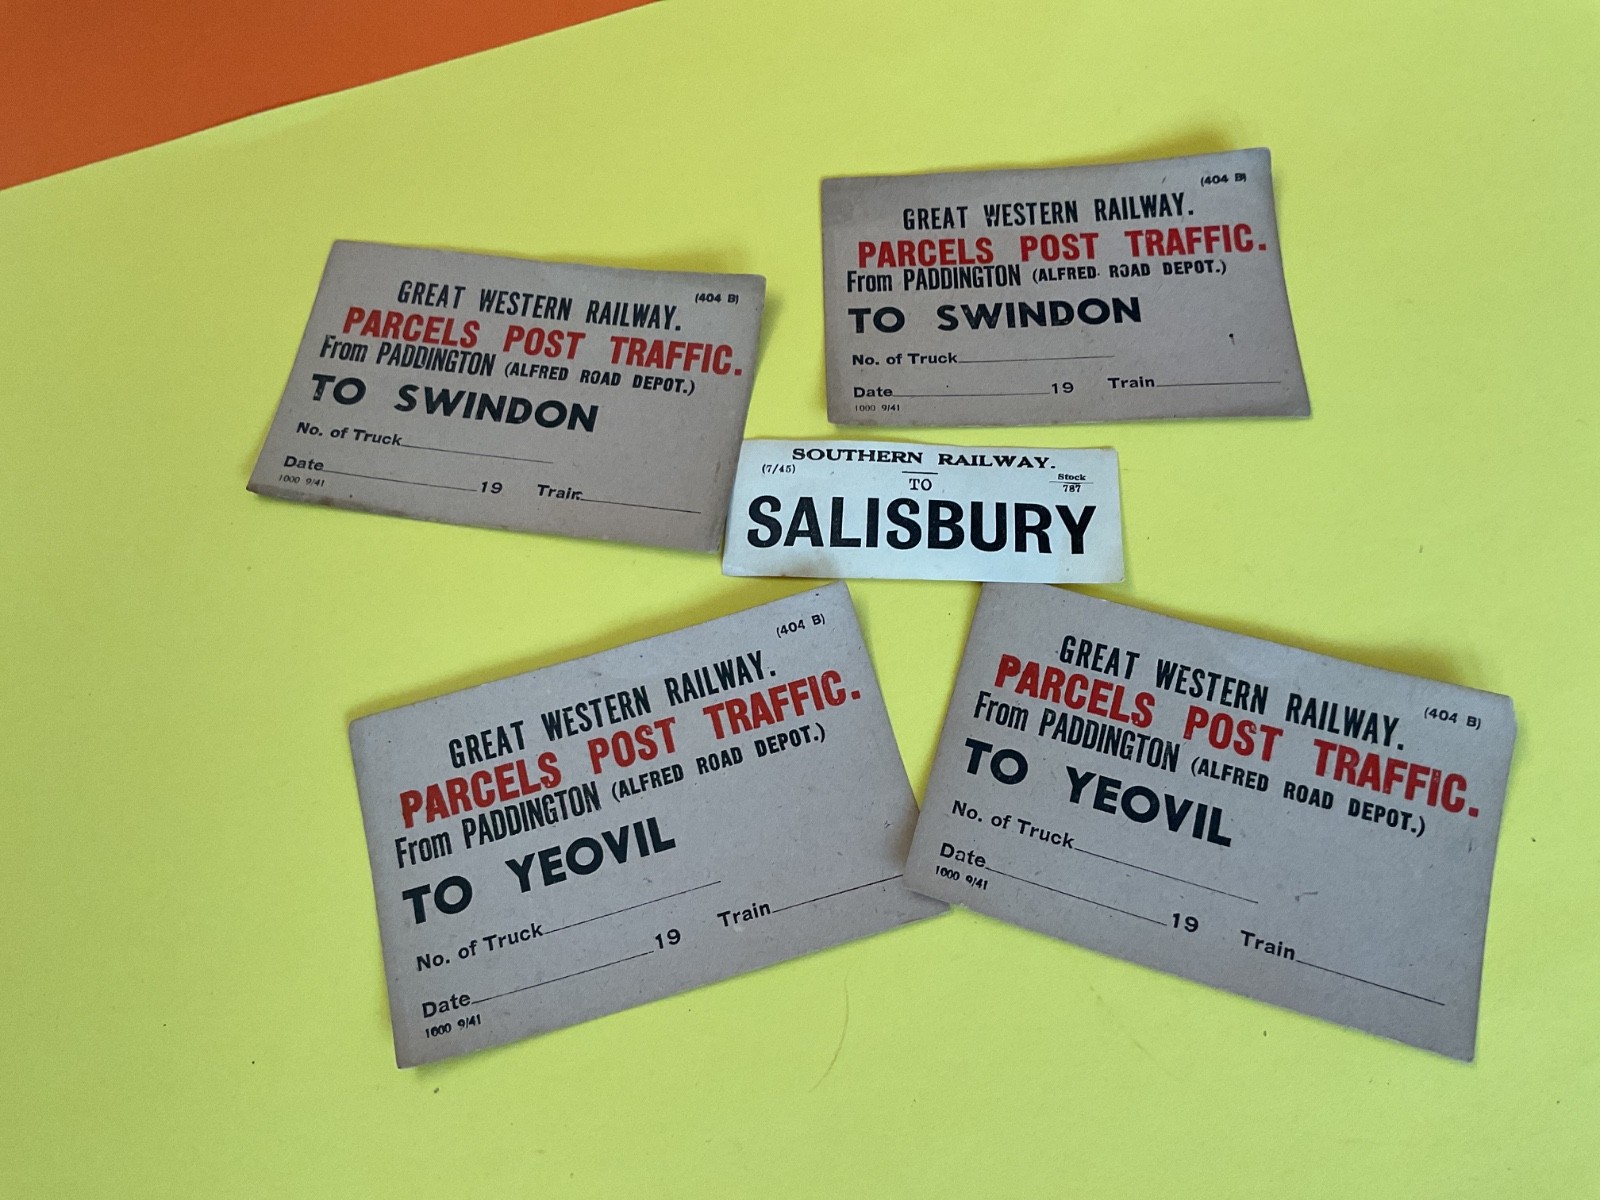 (404 B)
GREAT WESTERN RAILWAY.
PARCELS POST TRAFFIC.
From PADDINGTON (ALFRED ROAD DEPOT.)
TO SWINDON
No. of Truck
Date 19 Train
1000 9/41
(404 B)
GREAT WESTERN RAILWAY.
PARCELS POST TRAFFIC.
From PADDINGTON (ALFRED ROAD DEPOT.)
TO SWINDON
No. of Truck
Date 19 Train
1000 9/41
SOUTHERN RAILWAY.
(7/45) TO Stock
787
SALISBURY
(404 B)
GREAT WESTERN RAILWAY.
PARCELS POST TRAFFIC.
From PADDINGTON (ALFRED ROAD DEPOT.)
TO YEOVIL
No. of Truck
Date 19 Train
1000 9/41
(404 B)
GREAT WESTERN RAILWAY.
PARCELS POST TRAFFIC.
From PADDINGTON (ALFRED ROAD DEPOT.)
TO YEOVIL
No. of Truck
Date 19 Train
1000 9/41